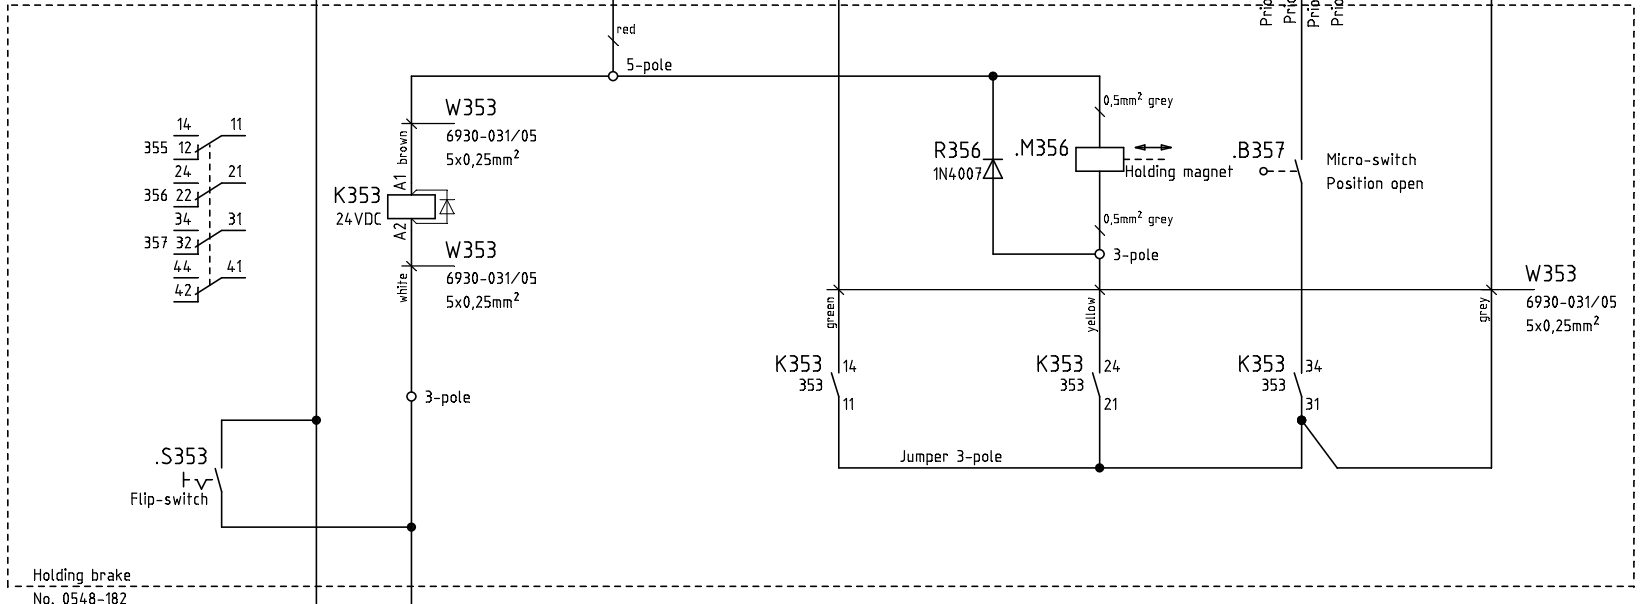 Prio
Prio
Prio
Prio
red
5-pole
W353
6930-031/05
5x0,25mm²
brown
0,5mm² grey
14 11
355 12
24 21
356 22
34 31
357 32
44 41
42
A1
K353
24VDC
A2
R356
1N4007
.M356
Holding magnet
.B357
Micro-switch
Position open
0,5mm² grey
3-pole
W353
6930-031/05
5x0,25mm²
white
W353
6930-031/05
5x0,25mm²
green
yellow
grey
K353 14
353
11
K353 24
353
21
K353 34
353
31
3-pole
Jumper 3-pole
.S353
Flip-switch
Holding brake
No. 0548-182